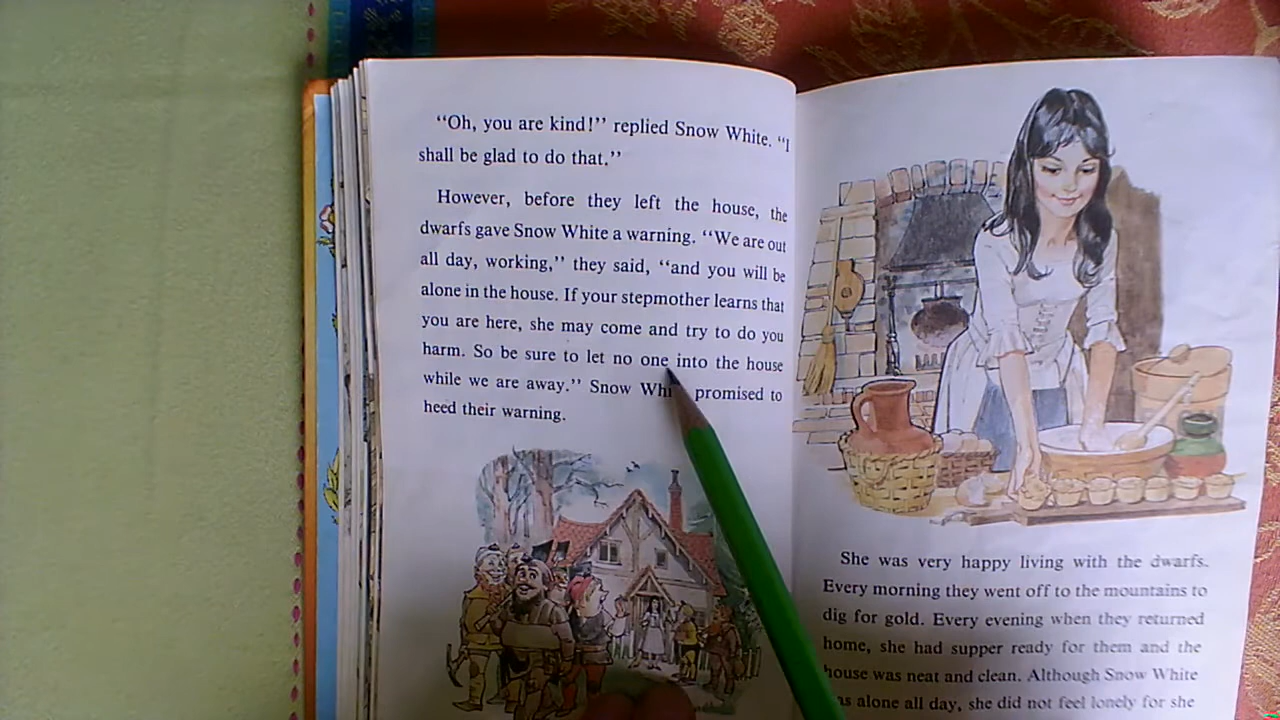 “Oh, you are kind!” replied Snow White. “I
shall be glad to do that.”
However, before they left the house, the
dwarfs gave Snow White a warning. “We are out
all day, working,” they said, “and you will be
alone in the house. If your stepmother learns that
you are here, she may come and try to do you
harm. So be sure to let no one into the house
while we are away.” Snow promised to
heed their warning.
She was very happy living with the dwarfs.
Every morning they went off to the mountains to
dig for gold. Every evening when they returned
home, she had supper ready for them and the
house was neat and clean. Although Snow White
alone all day, she did not feel lonely for she